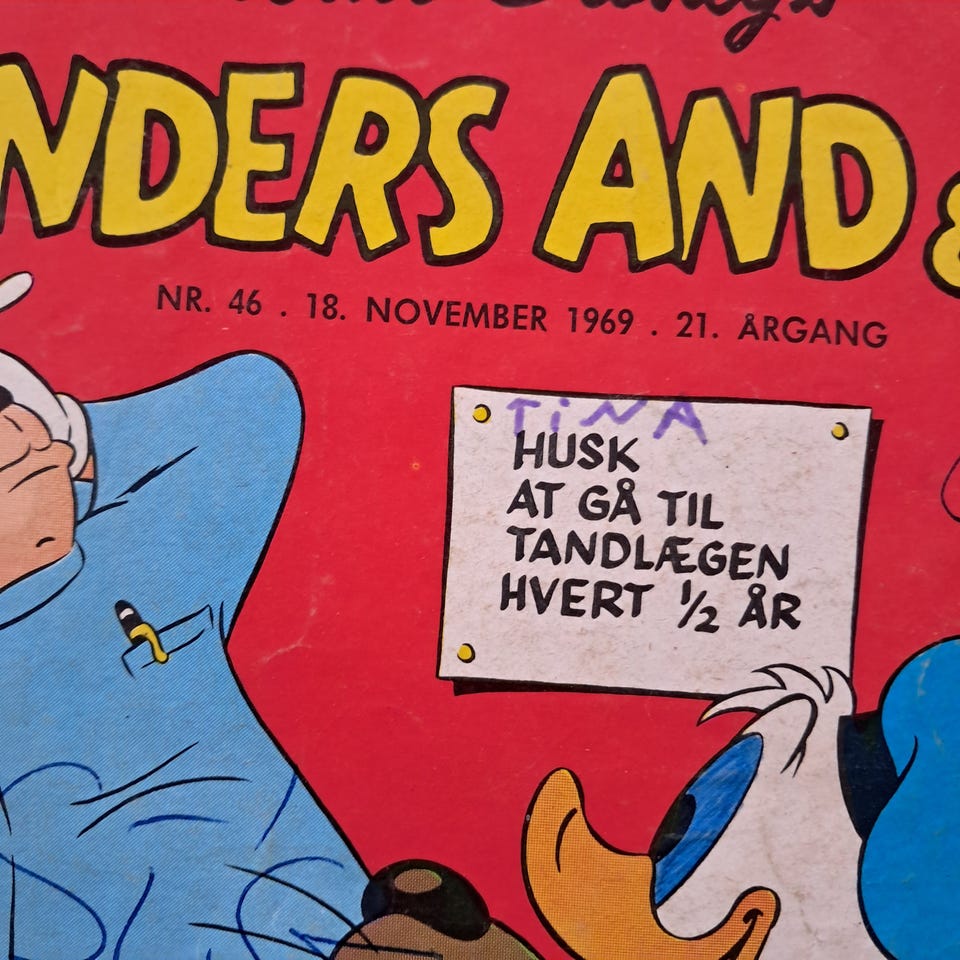 Disney's
NDERS AND &
NR. 46 . 18. NOVEMBER 1969 . 21. ÅRGANG
TiNA
HUSK
AT GÅ TIL
TANDLÆGEN
HVERT ½ ÅR